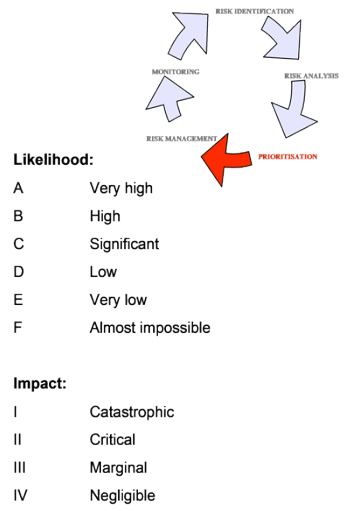 RISK IDENTIFICATION
MONITORING
RISK ANALYSIS
RISK MANAGEMENT
PRIORITISATION
Likelihood:
A Very high
B High
C Significant
D Low
E Very low
F Almost impossible
Impact:
I Catastrophic
II Critical
III Marginal
IV Negligible